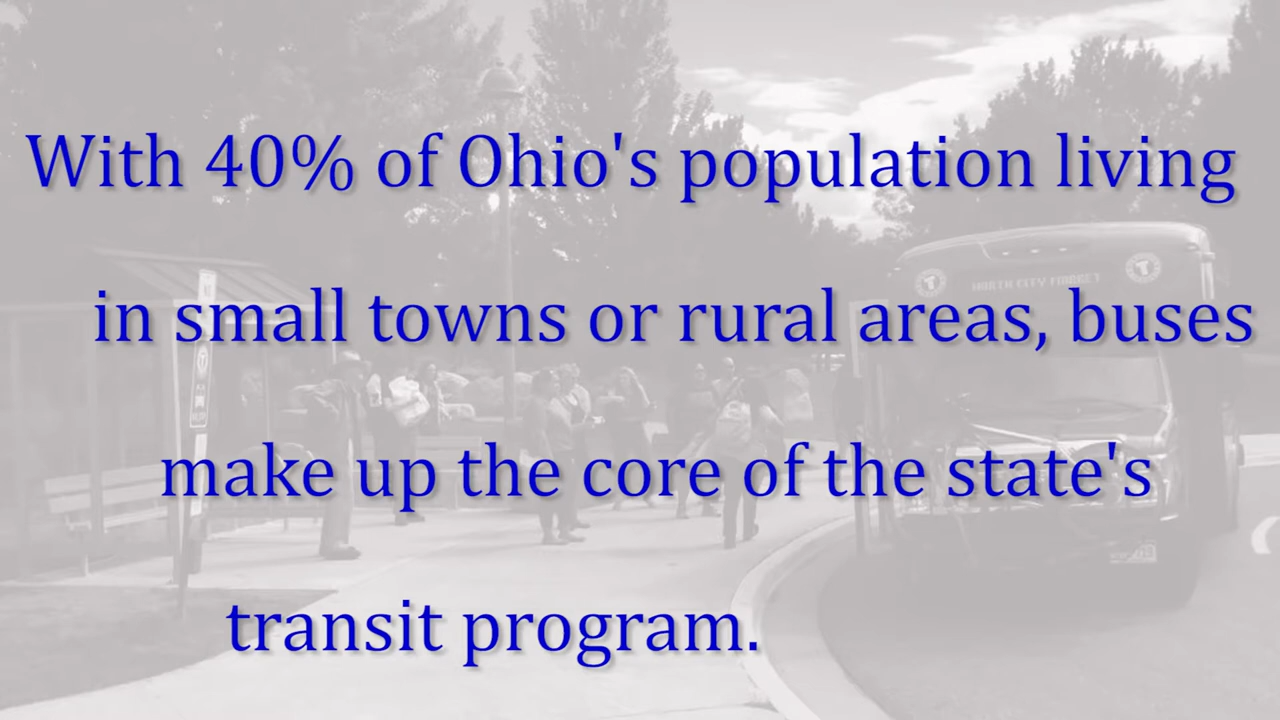 With 40% of Ohio's population living
in small towns or rural areas, buses
make up the core of the state's
transit program.